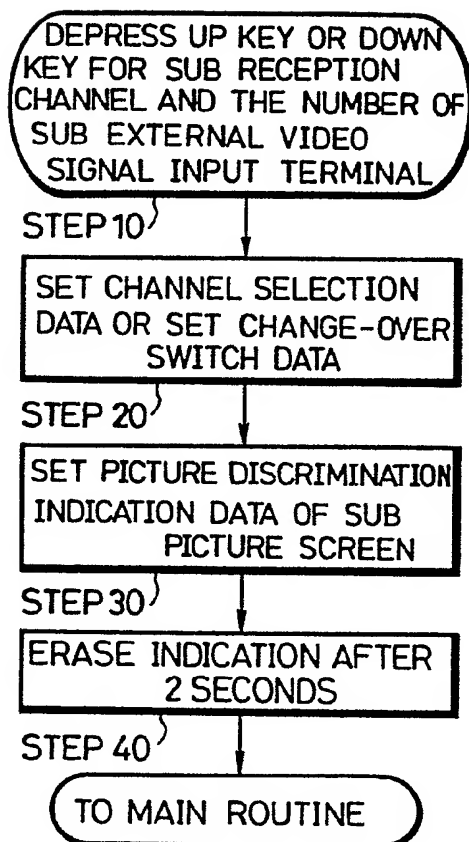 DEPRESS UP KEY OR DOWN
KEY FOR SUB RECEPTION
CHANNEL AND THE NUMBER OF
SUB EXTERNAL VIDEO
SIGNAL INPUT TERMINAL
STEP 10
SET CHANNEL SELECTION
DATA OR SET CHANGE-OVER
SWITCH DATA
STEP 20
SET PICTURE DISCRIMINATION
INDICATION DATA OF SUB
PICTURE SCREEN
STEP 30
ERASE INDICATION AFTER
2 SECONDS
STEP 40
TO MAIN ROUTINE